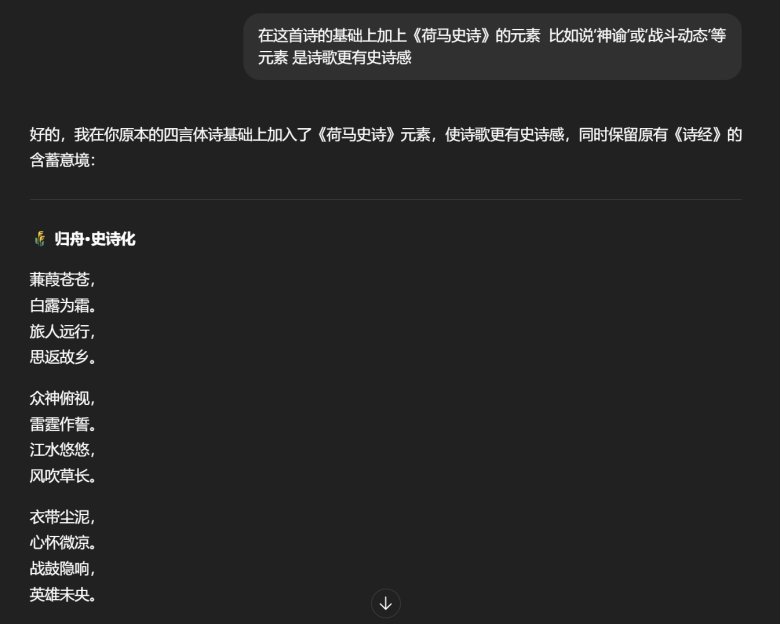 在这首诗的基础上加上《荷马史诗》的元素  比如说‘神谕’或‘战斗动态’等
元素 是诗歌更有史诗感
好的，我在你原本的四言体诗基础上加入了《荷马史诗》元素，使诗歌更有史诗感，同时保留原有《诗经》的
含蓄意境：
归舟·史诗化
蒹葭苍苍，
白露为霜。
旅人远行，
思返故乡。
众神俯视，
雷霆作誓。
江水悠悠，
风吹草长。
衣带尘泥，
心怀微凉。
战鼓隐响，
英雄未央。